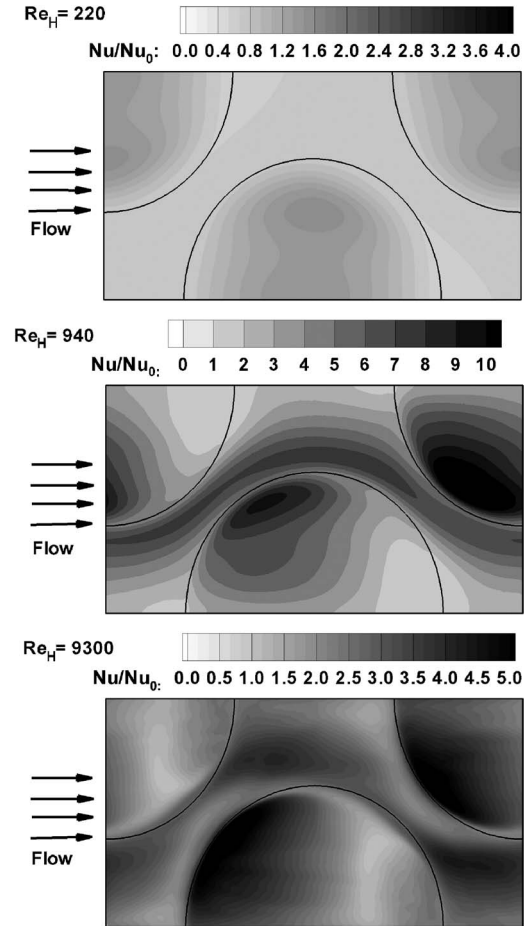 Re_H= 220
Nu/Nu_0: 0.0 0.4 0.8 1.2 1.6 2.0 2.4 2.8 3.2 3.6 4.0
Flow
Re_H= 940
Nu/Nu_0: 0 1 2 3 4 5 6 7 8 9 10
Flow
Re_H= 9300
Nu/Nu_0: 0.0 0.5 1.0 1.5 2.0 2.5 3.0 3.5 4.0 4.5 5.0
Flow